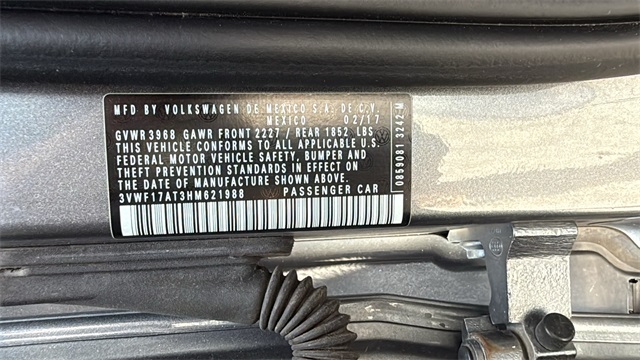 MFD BY VOLKSWAGEN DE MEXICO S.A. DE C.V.
MEXICO 02/17
GVWR 3968 GAWR FRONT 2227 / REAR 1852 LBS
THIS VEHICLE CONFORMS TO ALL APPLICABLE U.S.
FEDERAL MOTOR VEHICLE SAFETY, BUMPER AND
THEFT PREVENTION STANDARDS IN EFFECT ON
THE DATE OF MANUFACTURE SHOWN ABOVE.
3VWF17AT3HM621988 PASSENGER CAR
0859081 3242-M